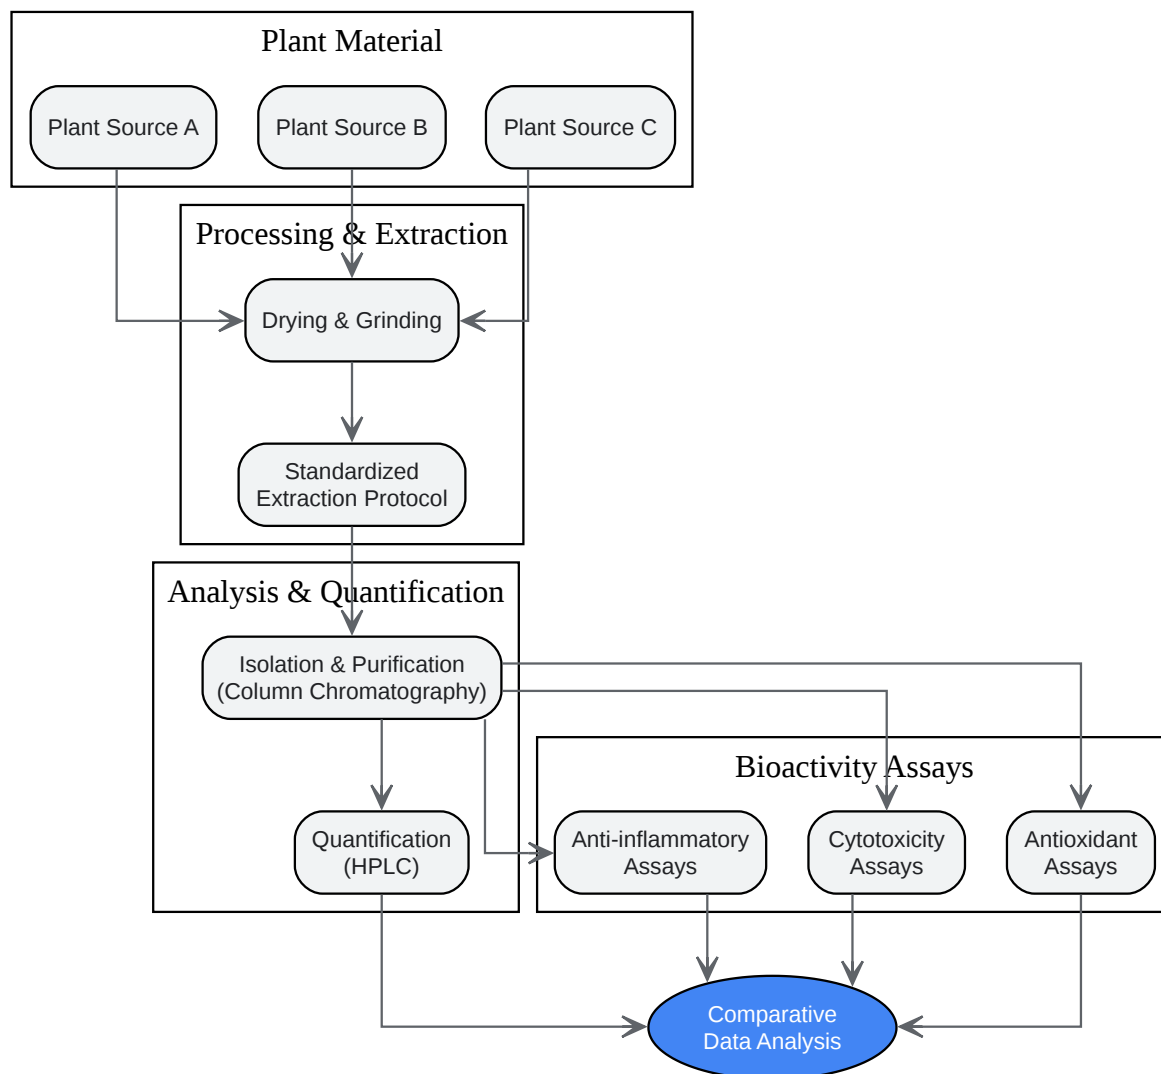 Plant Material
Plant Source A
Plant Source B
Plant Source C
Processing & Extraction
Drying & Grinding
Standardized
Extraction Protocol
Analysis & Quantification
Isolation & Purification
(Column Chromatography)
Quantification
(HPLC)
Bioactivity Assays
Anti-inflammatory
Assays
Cytotoxicity
Assays
Antioxidant
Assays
Comparative
Data Analysis